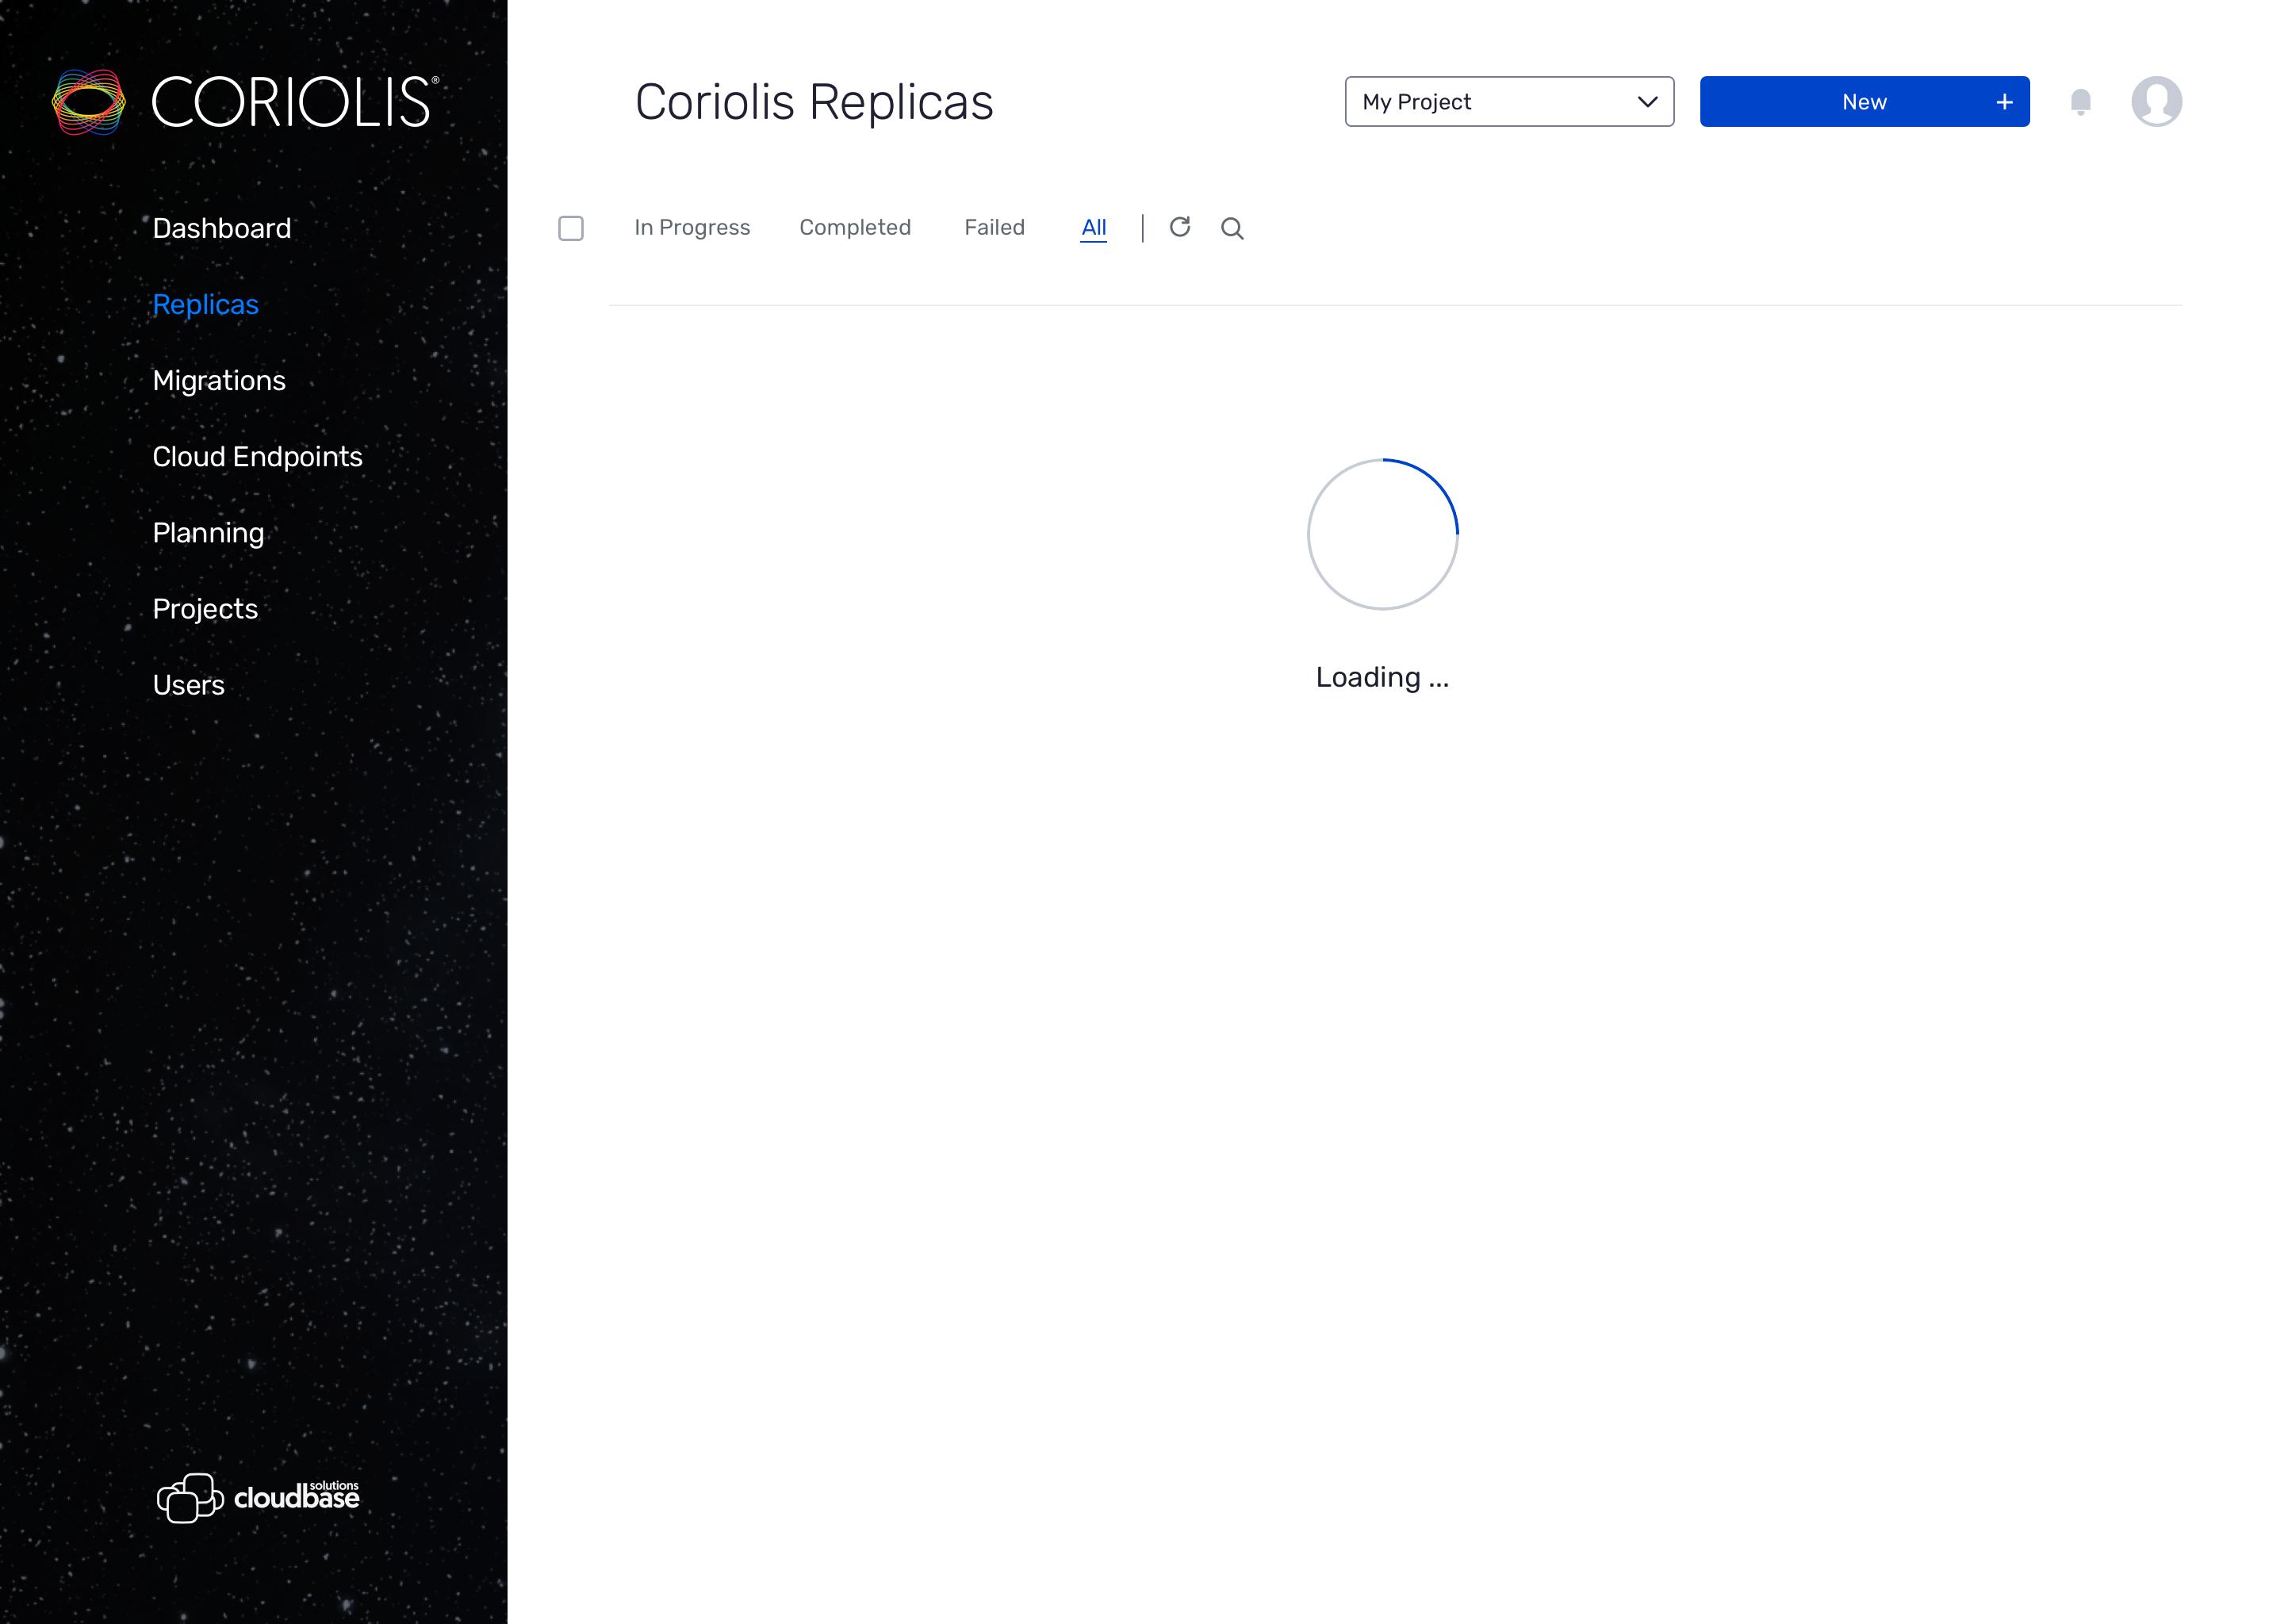 CORIOLIS®
Dashboard
Replicas
Migrations
Cloud Endpoints
Planning
Projects
Users
cloudbase solutions
Coriolis Replicas
My Project
New
In Progress
Completed
Failed
All
Loading ...